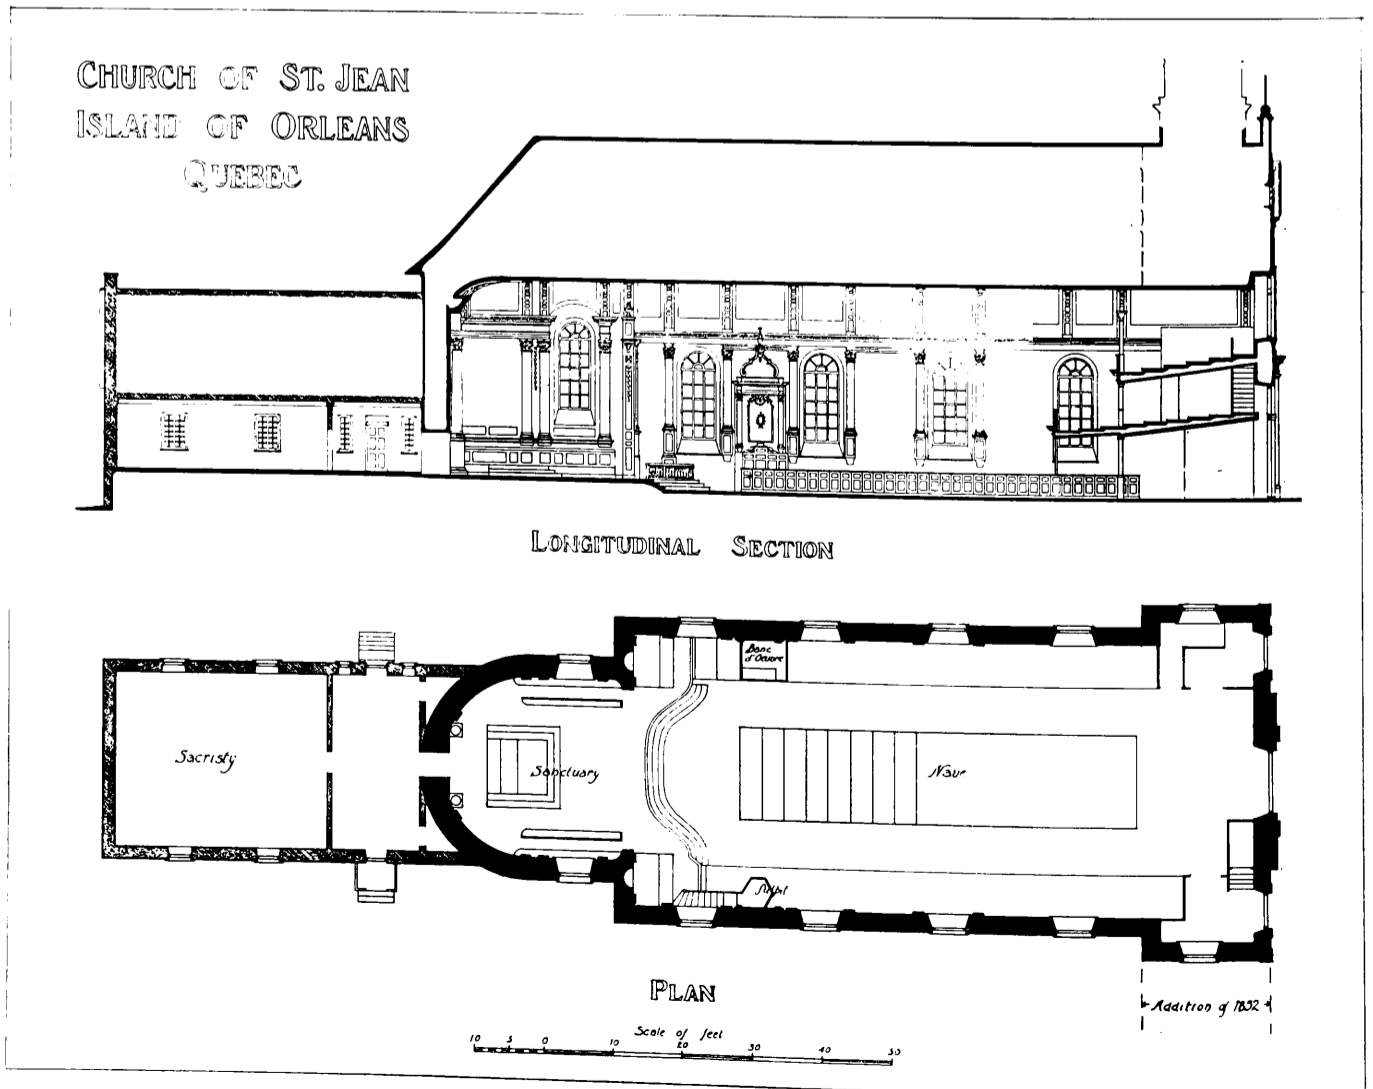 CHURCH OF ST. JEAN
ISLAND OF ORLEANS
QUEBEC
LONGITUDINAL SECTION
Banc
d'Oeuvre
Sacristy
Sanctuary
Nave
Pulpit
PLAN
Addition of 1852
Scale of feet
10 5 0 10 20 30 40 50